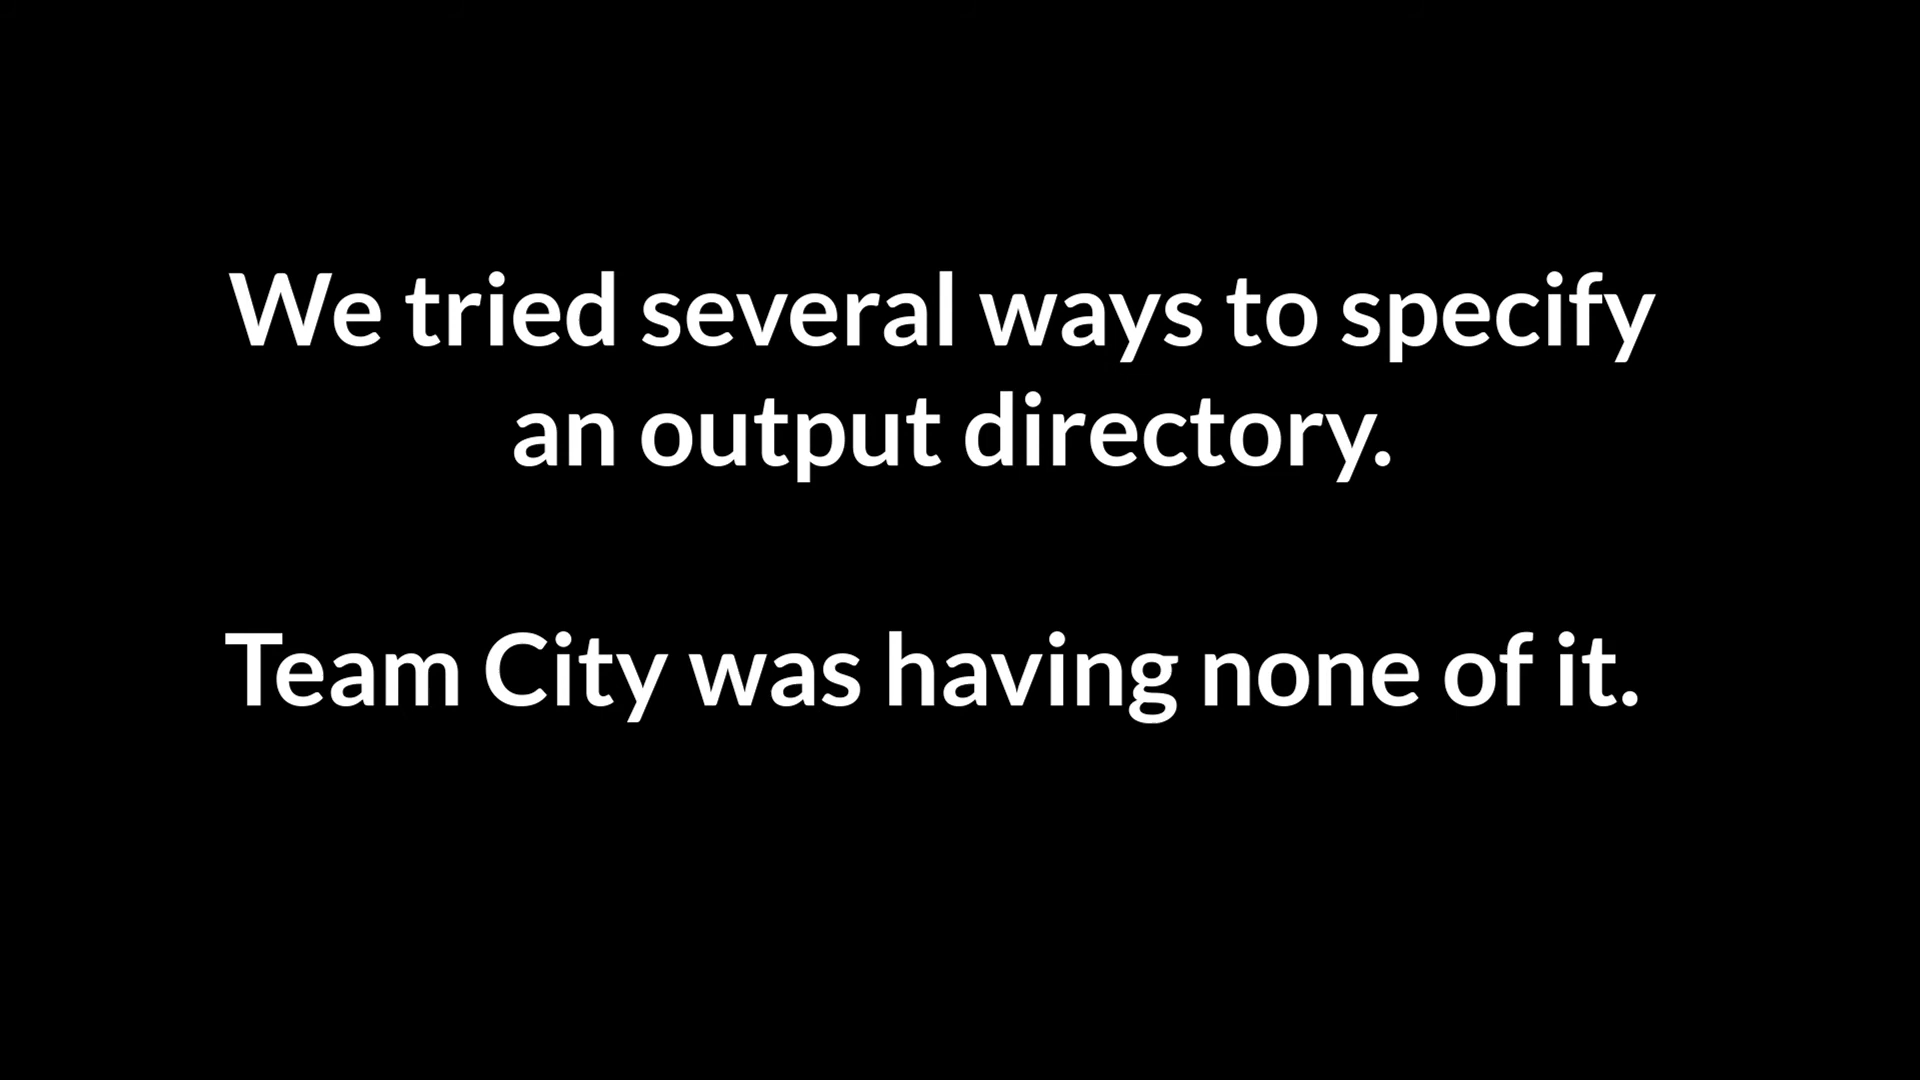 We tried several ways to specify
an output directory.
Team City was having none of it.